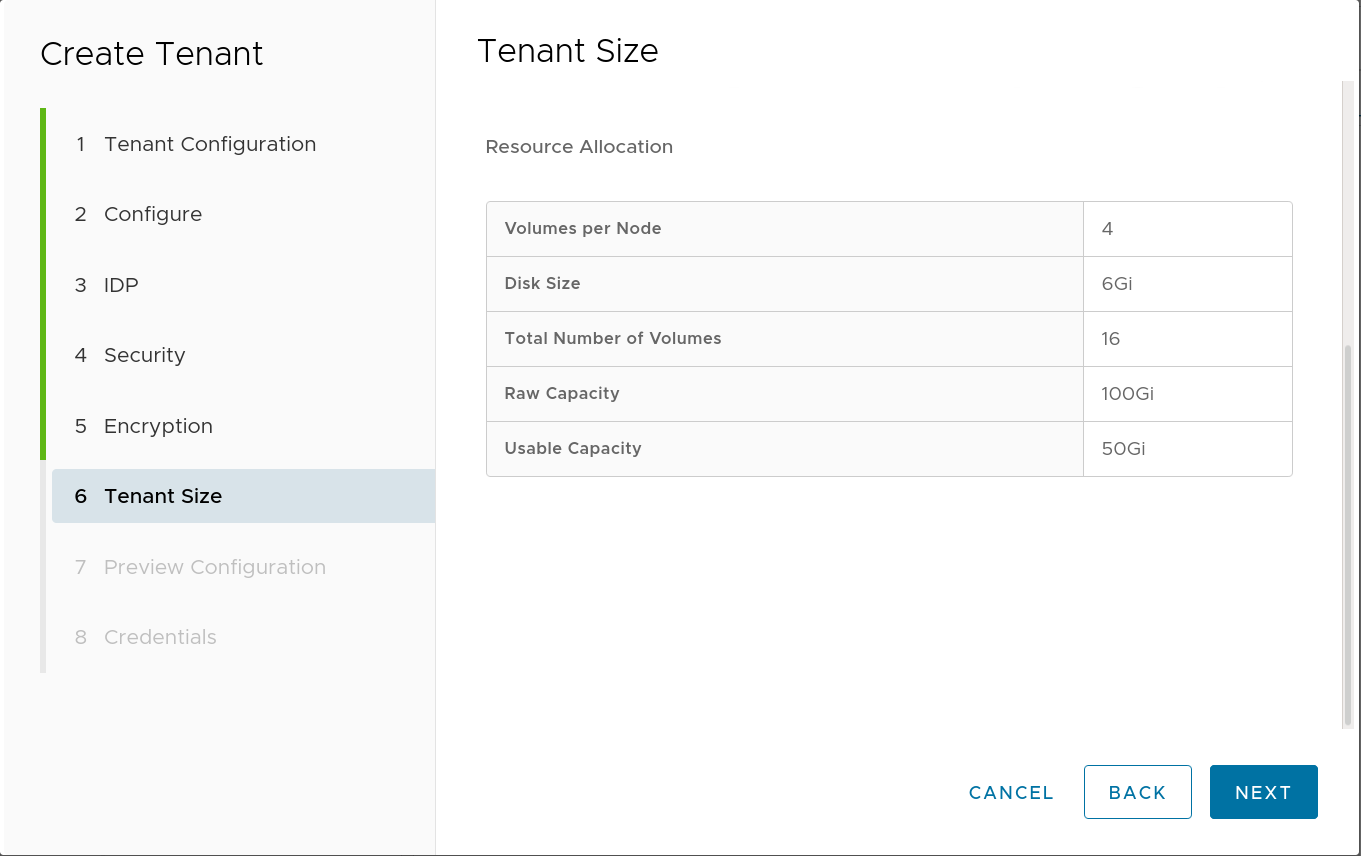 Create Tenant
1 Tenant Configuration
2 Configure
3 IDP
4 Security
5 Encryption
6 Tenant Size
7 Preview Configuration
8 Credentials
Tenant Size
Resource Allocation
Volumes per Node 4
Disk Size 6Gi
Total Number of Volumes 16
Raw Capacity 100Gi
Usable Capacity 50Gi
CANCEL BACK NEXT